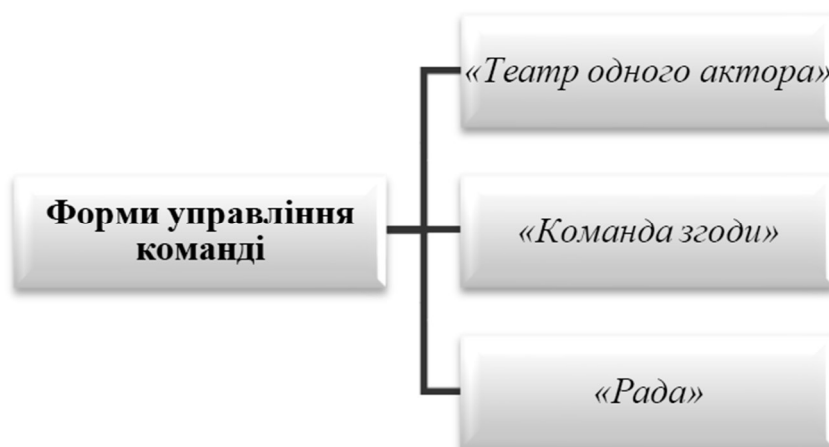 «Театр одного актора»
Форми управління
команді
«Команда згоди»
«Рада»